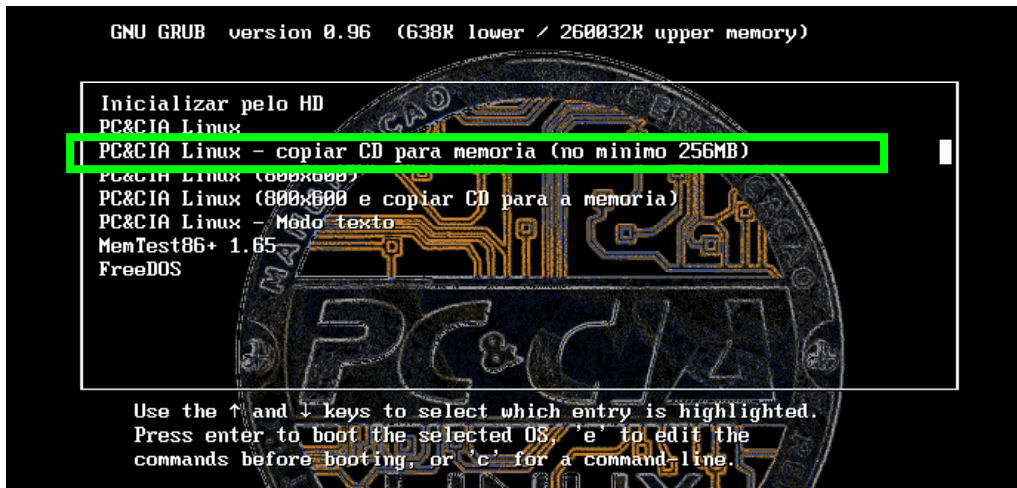 GNU GRUB version 0.96 (638K lower / 260032K upper memory)
Inicializar pelo HD
PC&CIA Linux
PC&CIA Linux - copiar CD para memoria (no minimo 256MB)
PC&CIA Linux (800x600)
PC&CIA Linux (800x600 e copiar CD para a memoria)
PC&CIA Linux - Modo texto
MemTest86+ 1.65
FreeDOS
PC&CIA
Use the ↑ and ↓ keys to select which entry is highlighted.
Press enter to boot the selected OS, 'e' to edit the
commands before booting, or 'c' for a command-line.
LINUX